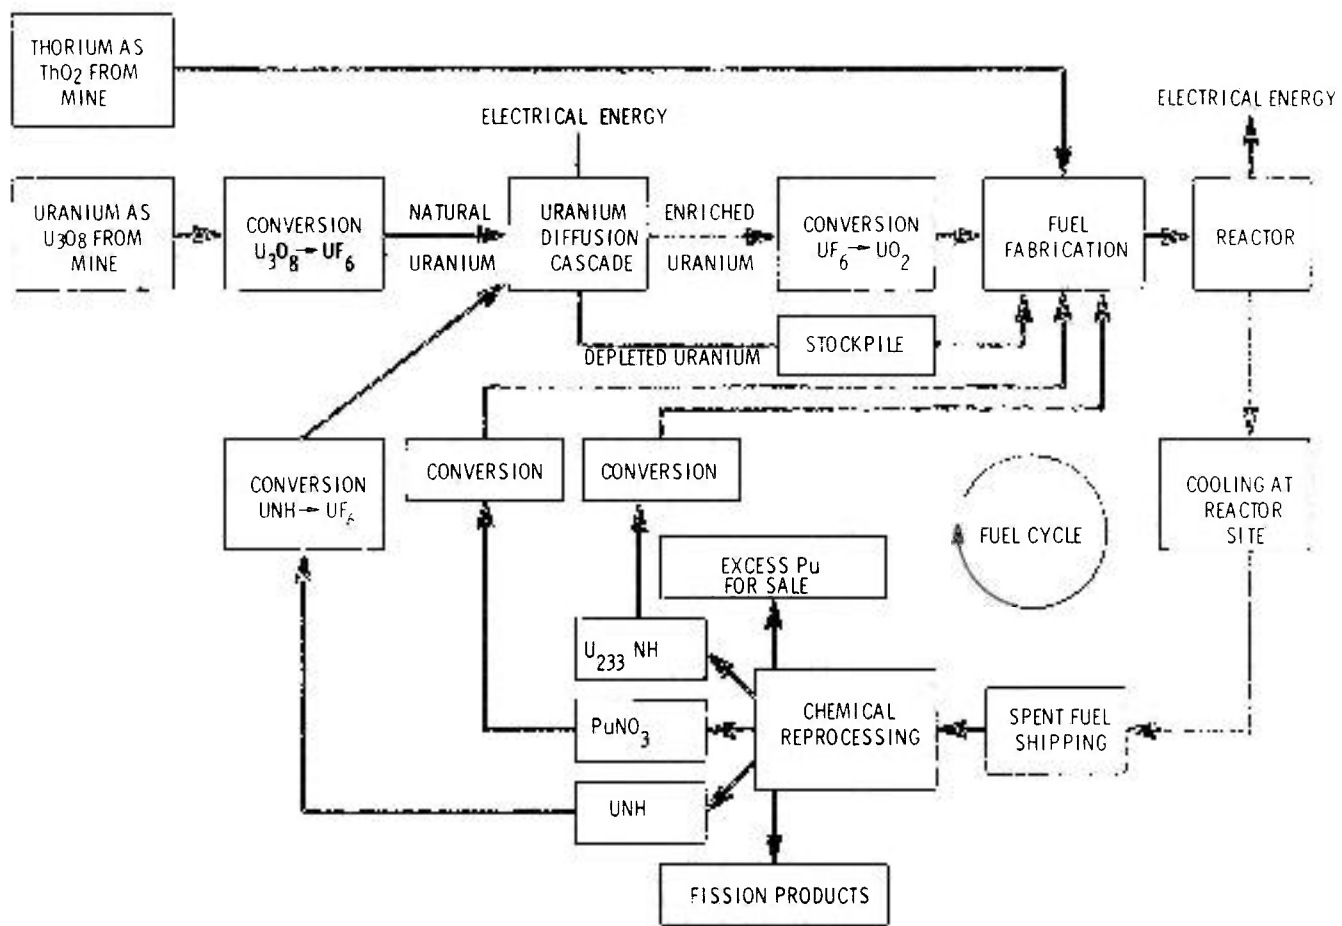 THORIUM AS
ThO2 FROM
MINE
ELECTRICAL ENERGY
ELECTRICAL ENERGY
URANIUM AS
U3O8 FROM
MINE
CONVERSION
U3O8 → UF6
NATURAL
URANIUM
URANIUM
DIFFUSION
CASCADE
ENRICHED
URANIUM
CONVERSION
UF6 → UO2
FUEL
FABRICATION
REACTOR
DEPLETED URANIUM
STOCKPILE
CONVERSION
UNH → UF6
CONVERSION
CONVERSION
FUEL CYCLE
COOLING AT
REACTOR
SITE
EXCESS Pu
FOR SALE
U233 NH
PuNO3
UNH
CHEMICAL
REPROCESSING
SPENT FUEL
SHIPPING
FISSION PRODUCTS